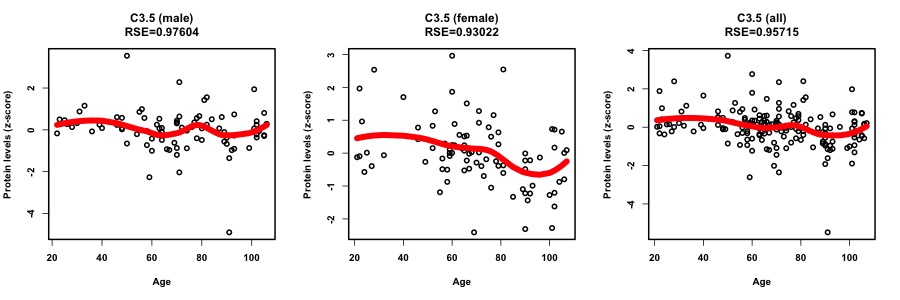 C3.5 (male)
RSE=0.97604
Protein levels (z-score)
2
0
-2
-4
20 40 60 80 100
Age
C3.5 (female)
RSE=0.93022
Protein levels (z-score)
3
2
1
0
-1
-2
20 40 60 80 100
Age
C3.5 (all)
RSE=0.95715
Protein levels (z-score)
4
2
0
-2
-4
20 40 60 80 100
Age